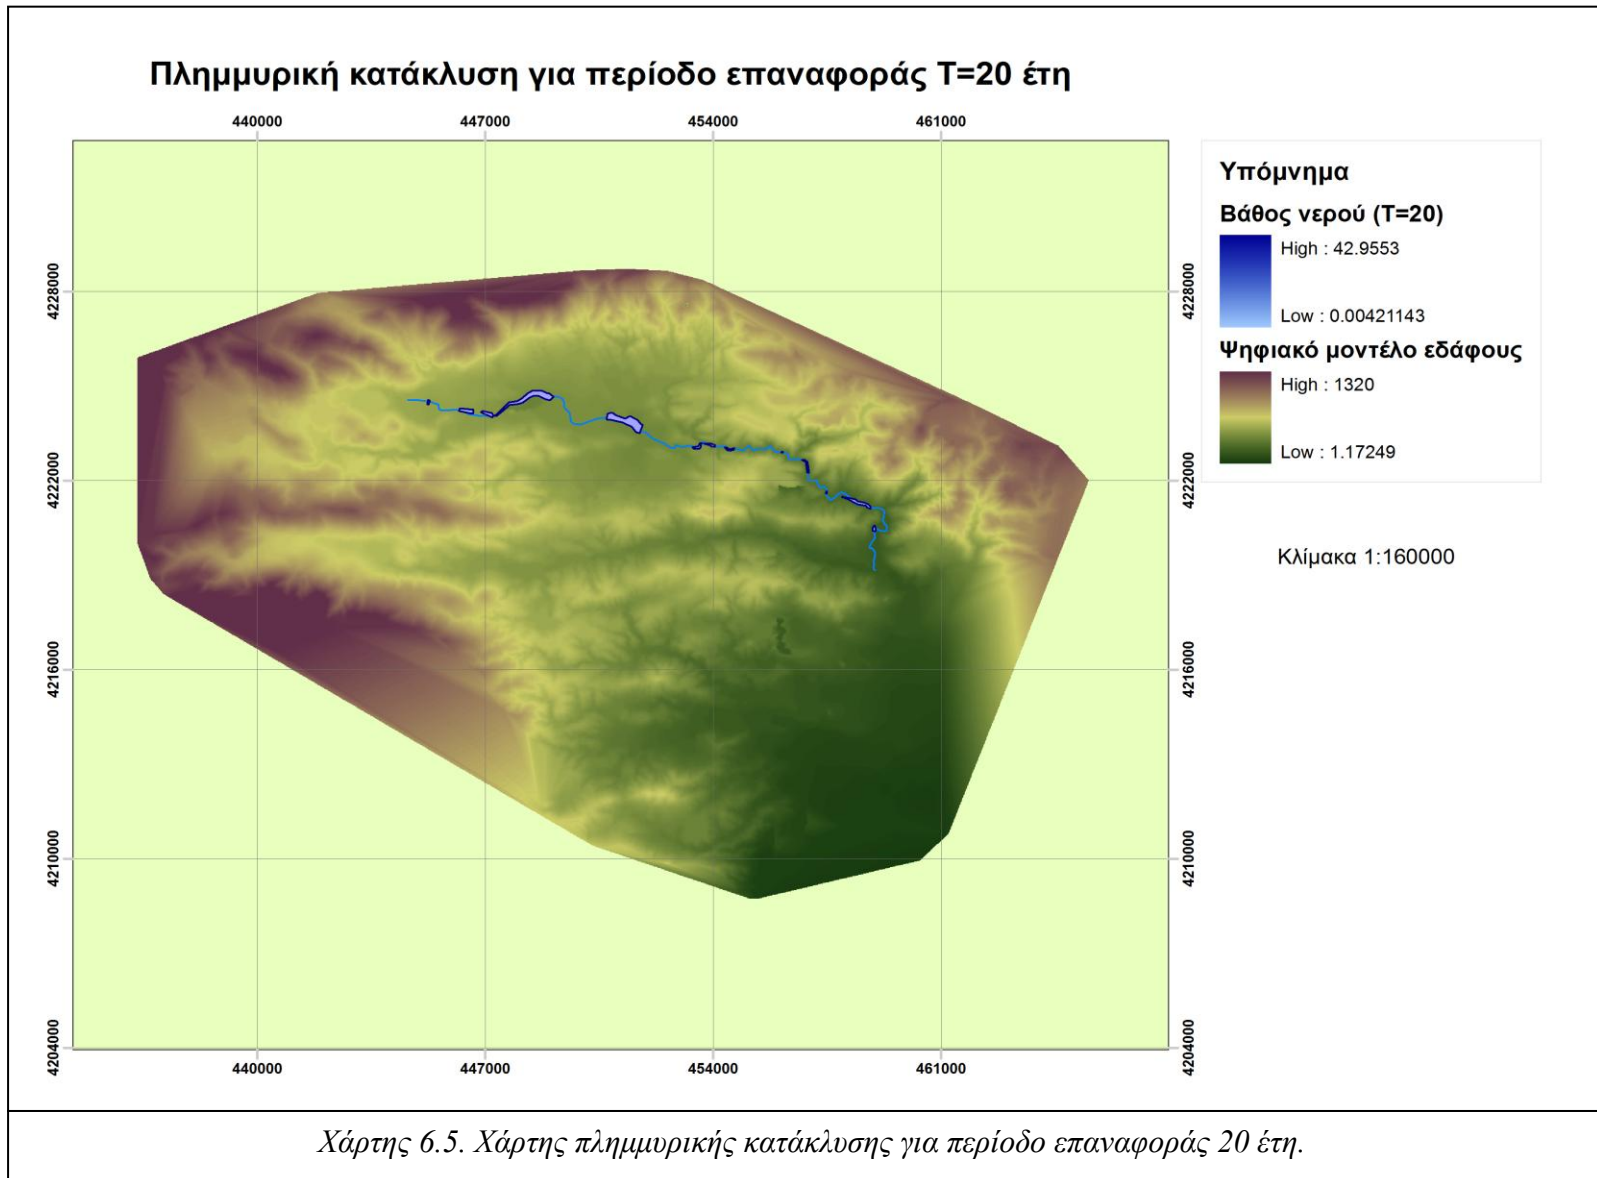 Πλημμυρική κατάκλυση για περίοδο επαναφοράς Τ=20 έτη
440000 447000 454000 461000
4228000 4228000
4222000 4222000
4216000 4216000
4210000 4210000
4204000 4204000
440000 447000 454000 461000
Υπόμνημα
Βάθος νερού (Τ=20)
High : 42.9553
Low : 0.00421143
Ψηφιακό μοντέλο εδάφους
High : 1320
Low : 1.17249
Κλίμακα 1:160000
Χάρτης 6.5. Χάρτης πλημμυρικής κατάκλυσης για περίοδο επαναφοράς 20 έτη.